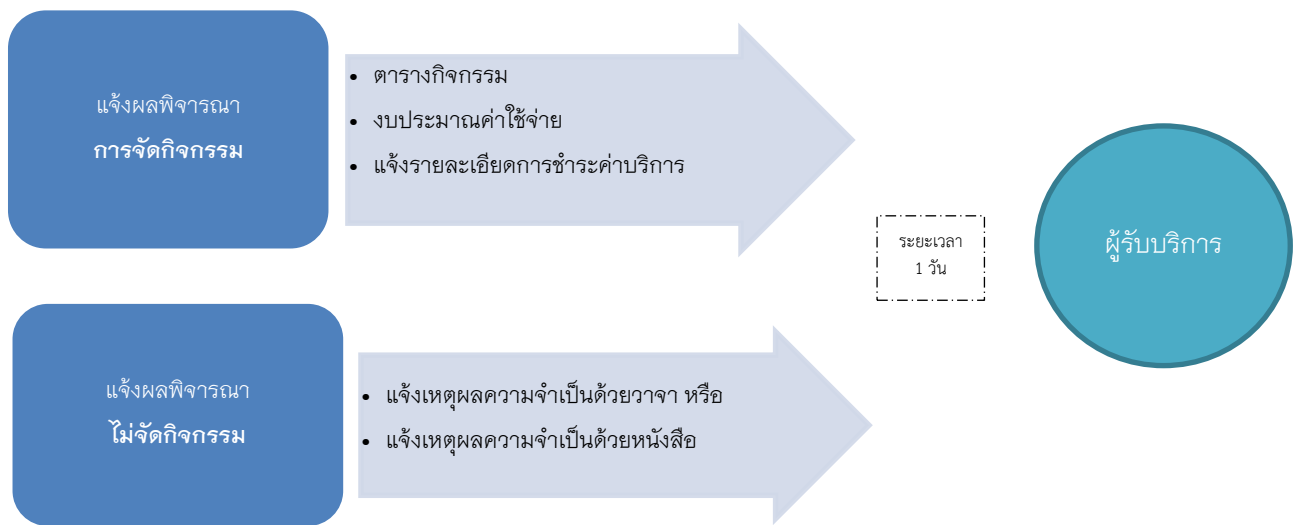 แจ้งผลพิจารณา
การจัดกิจกรรม
• ตารางกิจกรรม
• งบประมาณค่าใช้จ่าย
• แจ้งรายละเอียดการชำระค่าบริการ
ระยะเวลา
1 วัน
ผู้รับบริการ
แจ้งผลพิจารณา
ไม่จัดกิจกรรม
• แจ้งเหตุผลความจำเป็นด้วยวาจา หรือ
• แจ้งเหตุผลความจำเป็นด้วยหนังสือ